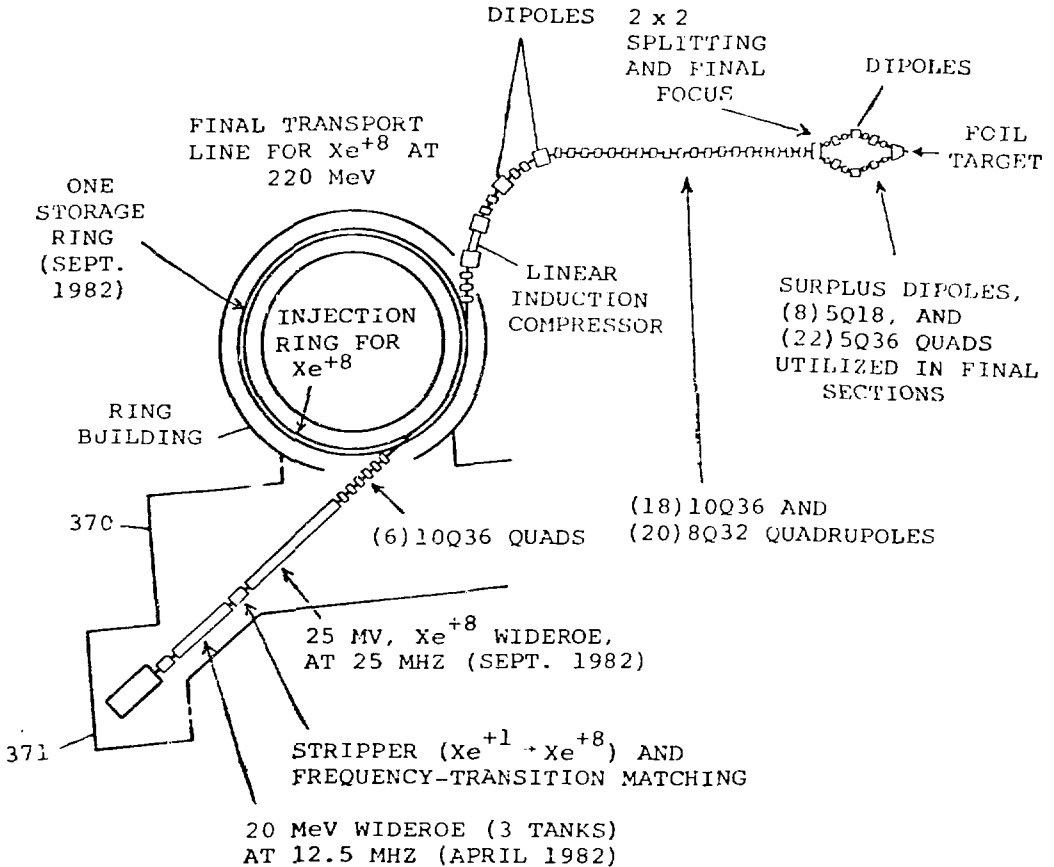 DIPOLES
2 x 2
SPLITTING
AND FINAL
FOCUS
DIPOLES
FOIL
TARGET
FINAL TRANSPORT
LINE FOR Xe+8 AT
220 MeV
ONE
STORAGE
RING
(SEPT.
1982)
LINEAR
INDUCTION
COMPRESSOR
SURPLUS DIPOLES,
(8)5Q18, AND
(22)5Q36 QUADS
UTILIZED IN FINAL
SECTIONS
INJECTION
RING FOR
Xe+8
RING
BUILDING
370
(6)10Q36 QUADS
(18)10Q36 AND
(20)8Q32 QUADRUPOLES
25 MV, Xe+8 WIDEROE,
AT 25 MHZ (SEPT. 1982)
371
STRIPPER (Xe+1 → Xe+8) AND
FREQUENCY-TRANSITION MATCHING
20 MeV WIDEROE (3 TANKS)
AT 12.5 MHZ (APRIL 1982)